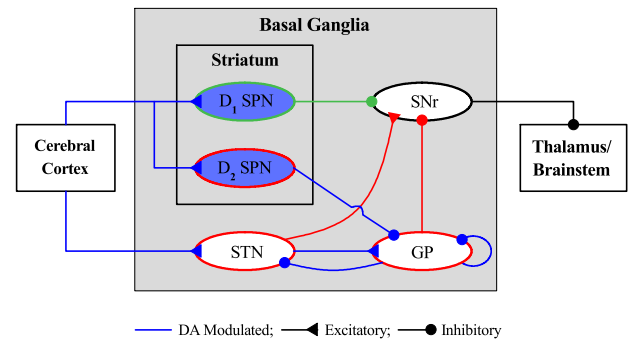 Basal Ganglia
Striatum
D1 SPN
SNr
Cerebral
Cortex
Thalamus/
Brainstem
D2 SPN
STN
GP
DA Modulated; Excitatory; Inhibitory